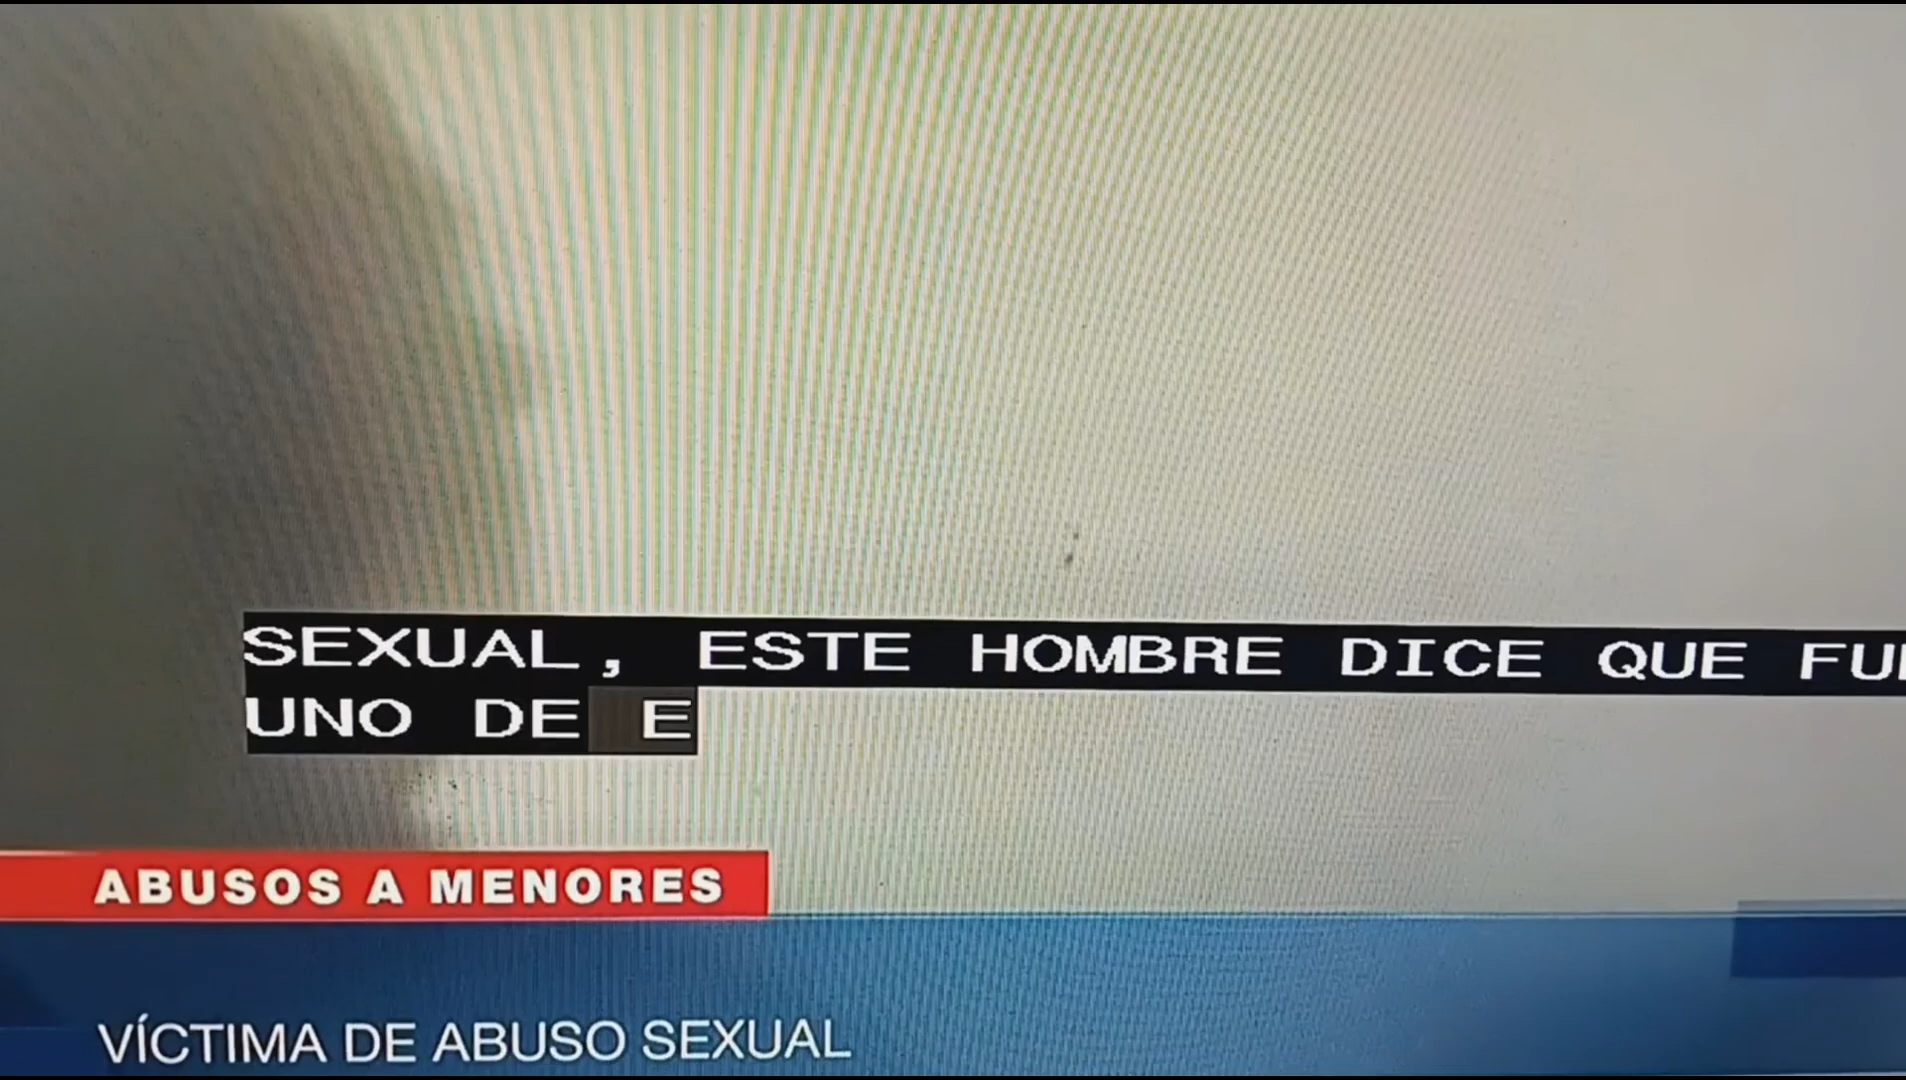 SEXUAL, ESTE HOMBRE DICE QUE
UNO DE E
ABUSOS A MENORES
VÍCTIMA DE ABUSO SEXUAL